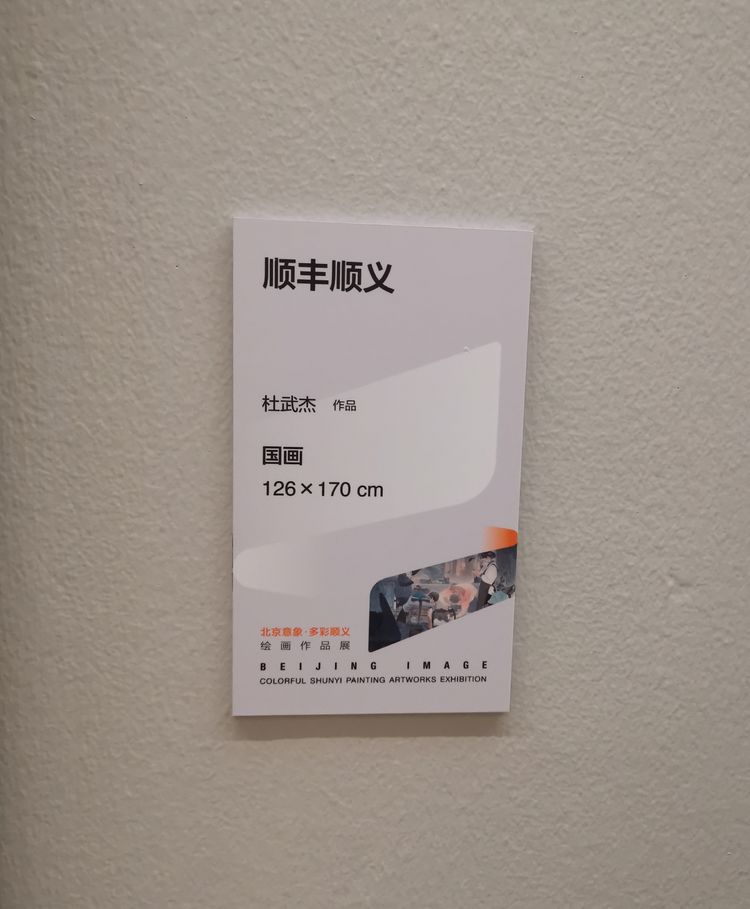 顺丰顺义
杜武杰 作品
国画
126×170 cm
北京意象·多彩顺义
绘画作品展
BEIJING IMAGE
COLORFUL SHUNYI PAINTING ARTWORKS EXHIBITION